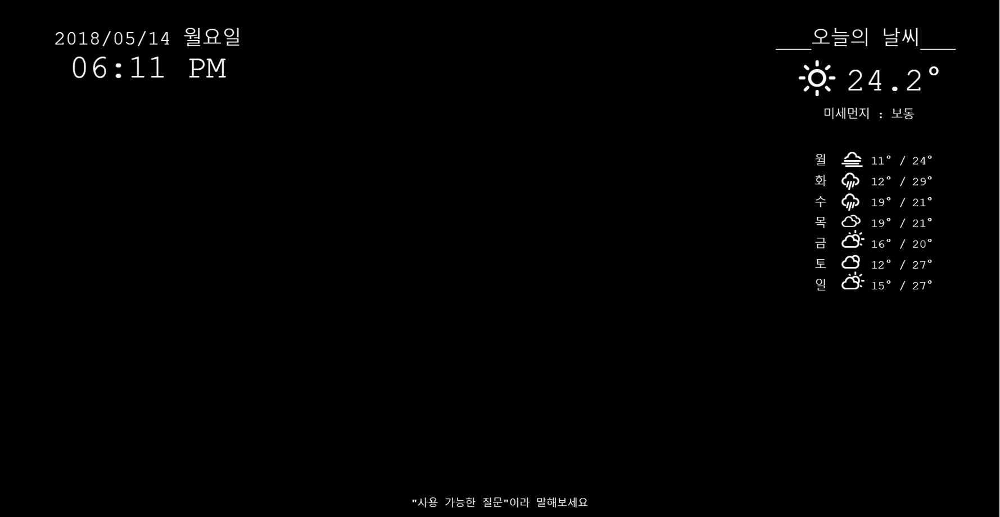 2018/05/14 월요일
06:11 PM
___오늘의 날씨___
24.2°
미세먼지 : 보통
월 11° / 24°
화 12° / 29°
수 19° / 21°
목 19° / 21°
금 16° / 20°
토 12° / 27°
일 15° / 27°
"사용 가능한 질문"이라 말해보세요